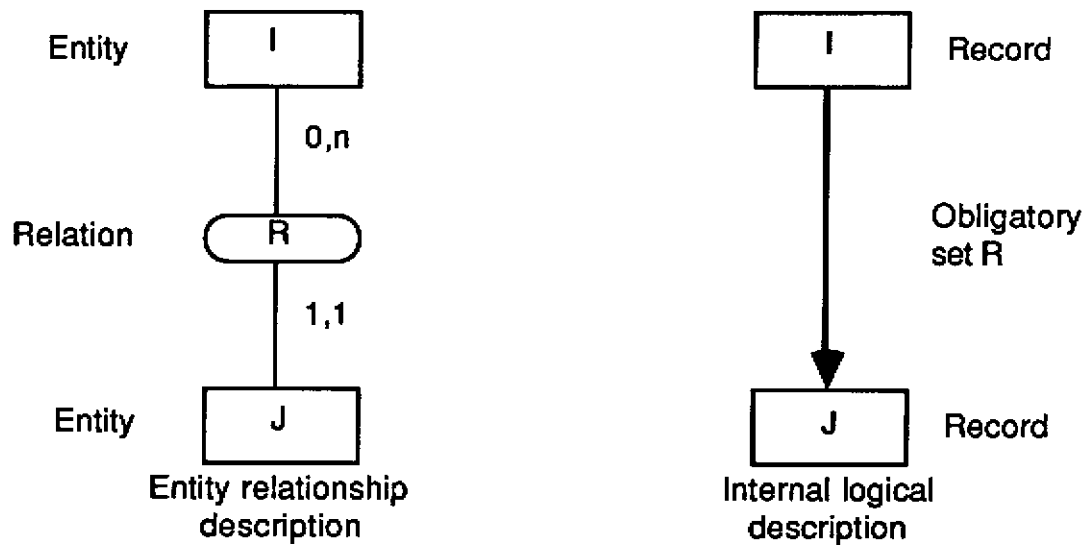 Entity
I
I
Record
0,n
Relation
R
Obligatory
set R
1,1
Entity
J
J
Record
Entity relationship
description
Internal logical
description